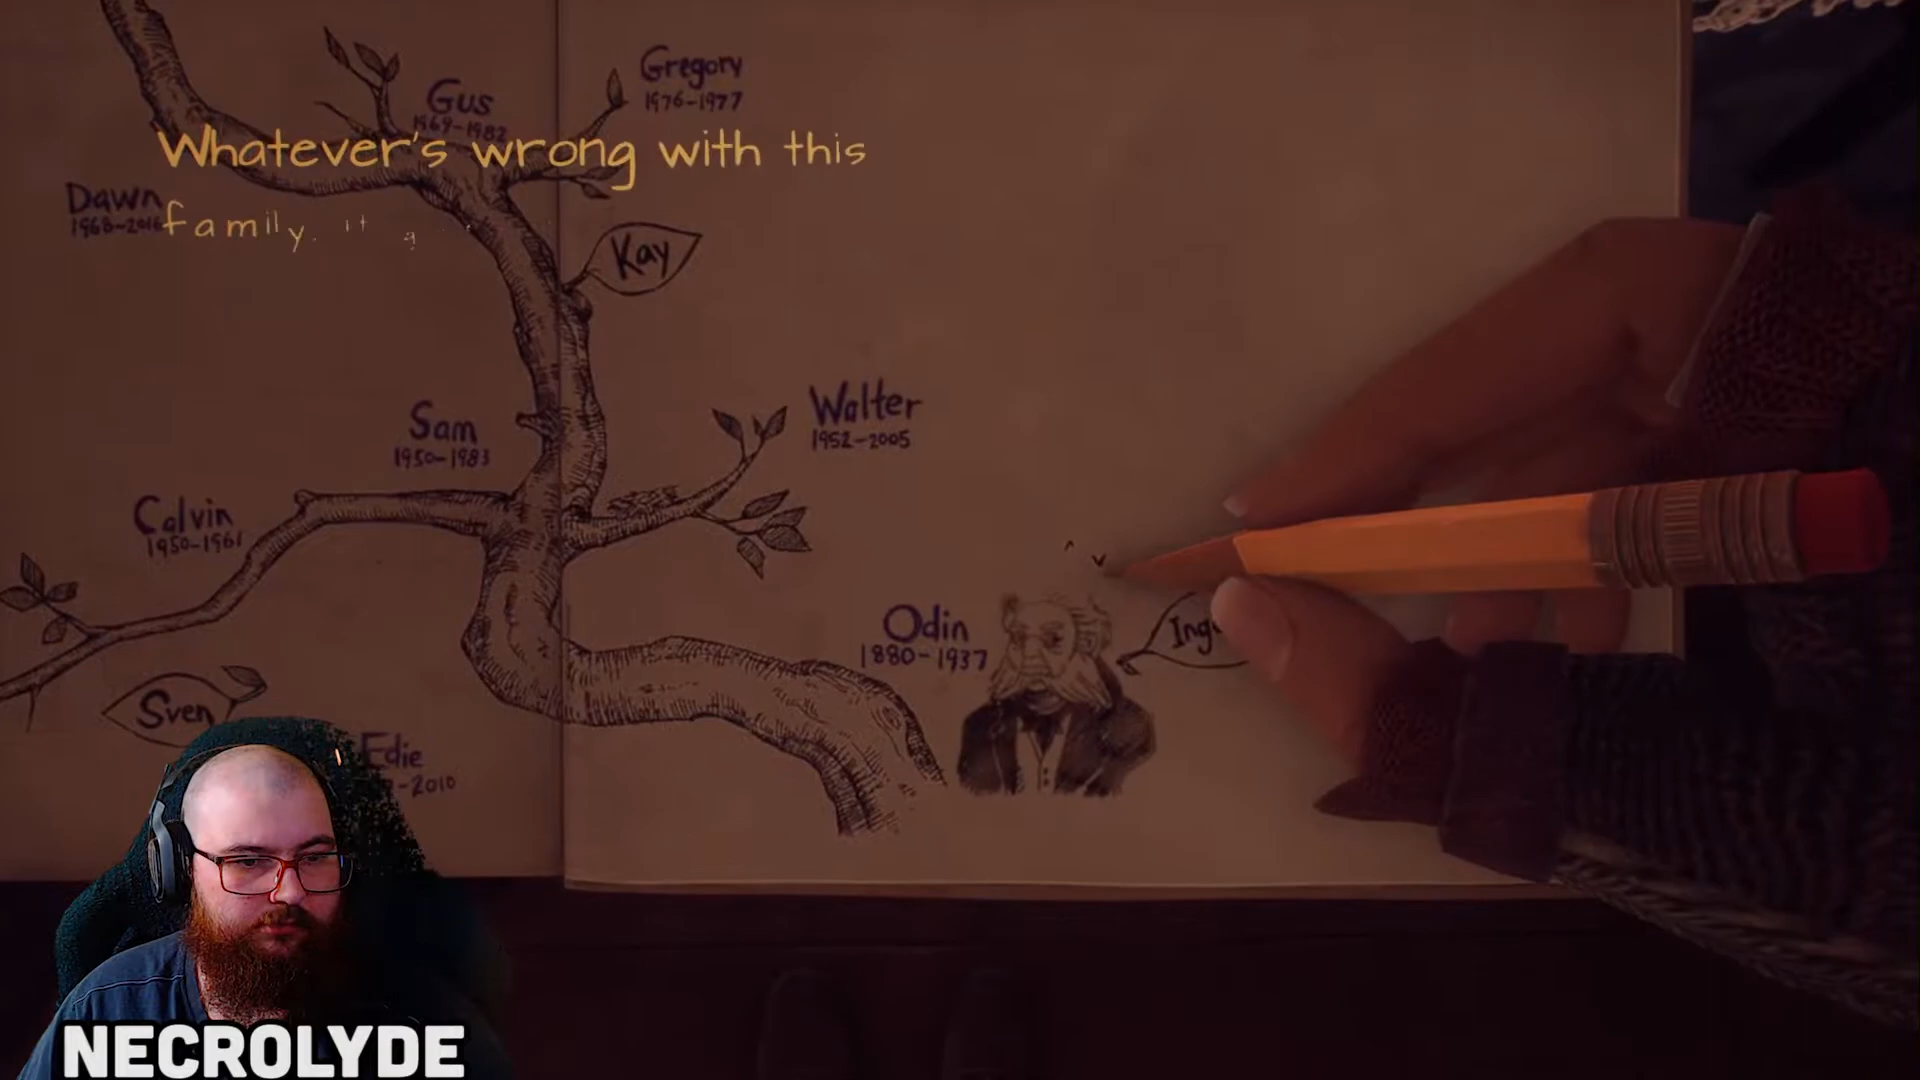 Gregory
1976-1977
Gus
1969-1982
Whatever's wrong with this
Dawn
family, it g
Kay
Walter
1952-2005
Sam
1950-1983
Calvin
1950-1961
Odin
1880-1937
Sven
Edie
-2010
NECROLYDE